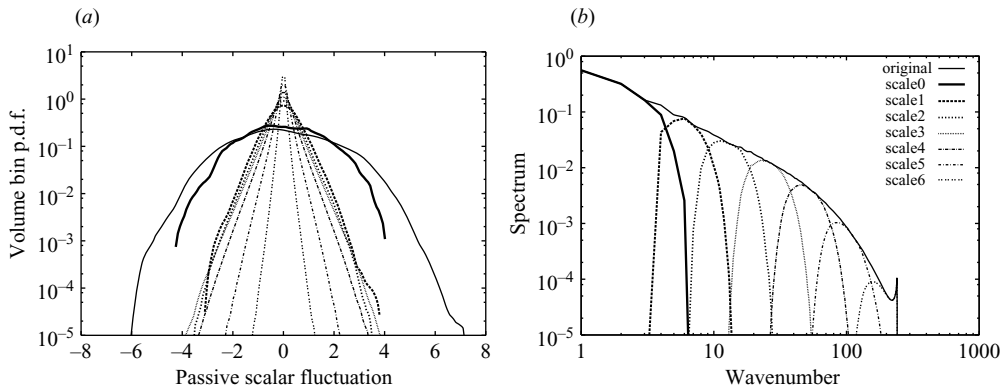 (a)
(b)
Volume bin p.d.f.
10^1
10^0
10^–1
10^–2
10^–3
10^–4
10^–5
–8 –6 –4 –2 0 2 4 6 8
Passive scalar fluctuation
Spectrum
10^0
10^–1
10^–2
10^–3
10^–4
10^–5
original
scale0
scale1
scale2
scale3
scale4
scale5
scale6
1 10 100 1000
Wavenumber